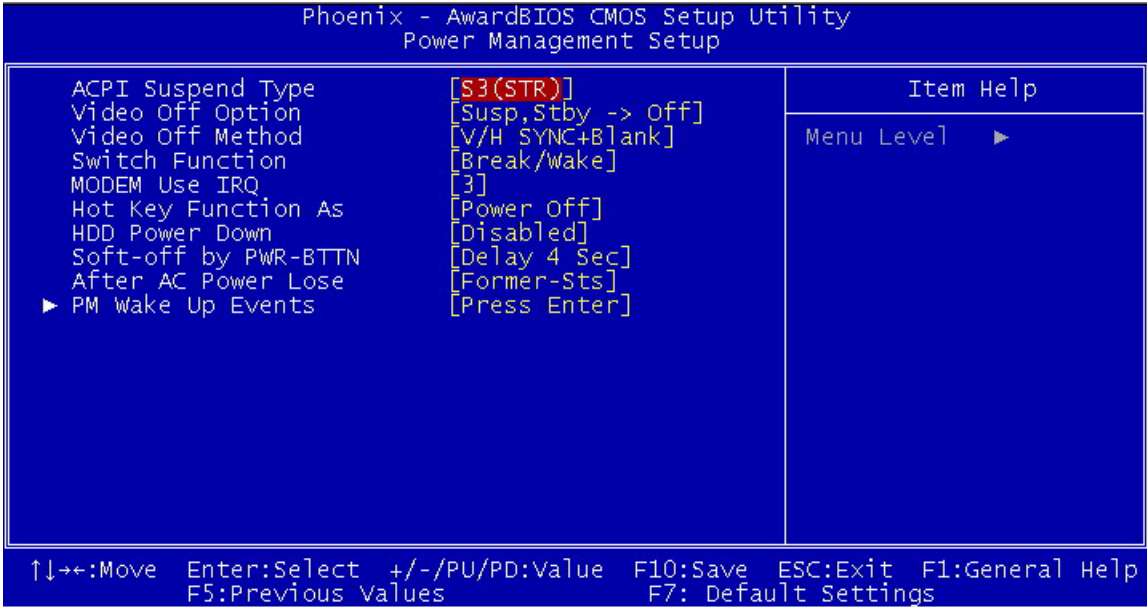 Phoenix - AwardBIOS CMOS Setup Utility
Power Management Setup
ACPI Suspend Type [S3(STR)]
Video Off Option [Susp,Stby -> Off]
Video Off Method [V/H SYNC+Blank]
Switch Function [Break/Wake]
MODEM Use IRQ [3]
Hot Key Function As [Power Off]
HDD Power Down [Disabled]
Soft-off by PWR-BTTN [Delay 4 Sec]
After AC Power Lose [Former-Sts]
► PM Wake Up Events [Press Enter]
Item Help
Menu Level ►
↑↓→←:Move Enter:Select +/-/PU/PD:Value F10:Save ESC:Exit F1:General Help
F5:Previous Values F7: Default Settings